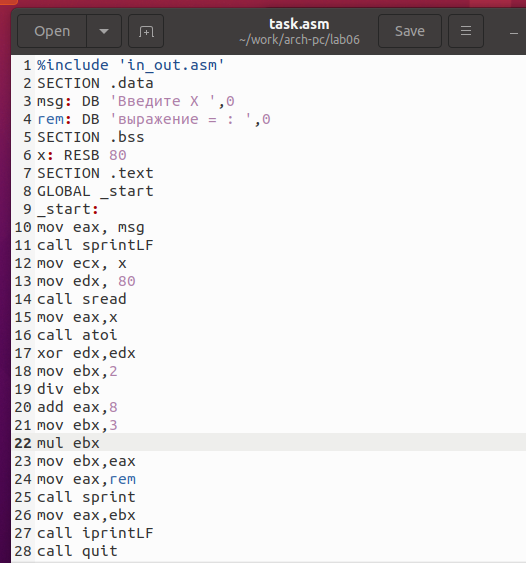 Open
task.asm
~/work/arch-pc/lab06
Save
1 %include 'in_out.asm'
2 SECTION .data
3 msg: DB 'Введите X ',0
4 rem: DB 'выражение = : ',0
5 SECTION .bss
6 x: RESB 80
7 SECTION .text
8 GLOBAL _start
9 _start:
10 mov eax, msg
11 call sprintLF
12 mov ecx, x
13 mov edx, 80
14 call sread
15 mov eax,x
16 call atoi
17 xor edx,edx
18 mov ebx,2
19 div ebx
20 add eax,8
21 mov ebx,3
22 mul ebx
23 mov ebx,eax
24 mov eax,rem
25 call sprint
26 mov eax,ebx
27 call iprintLF
28 call quit